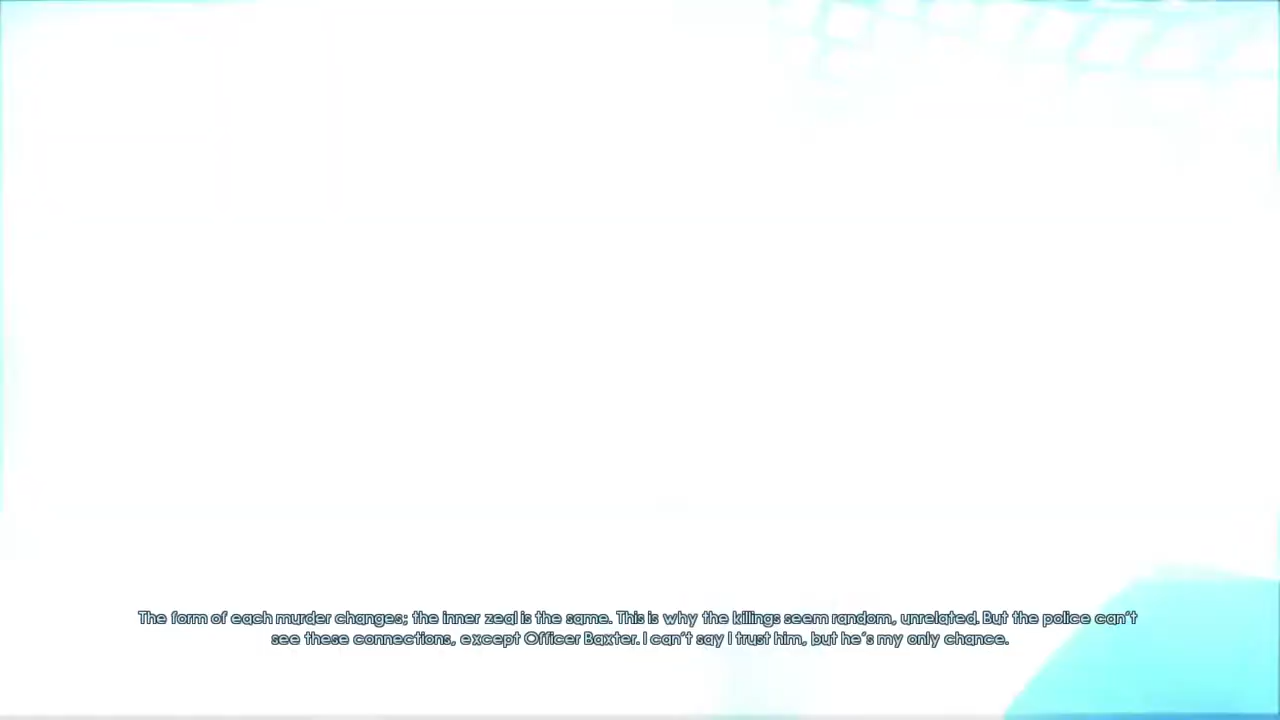 The form of each murder changes; the inner zeal is the same. This is why the killings seem random, unrelated. But the police can't
see these connections, except Officer Baxter. I can't say I trust him, but he's my only chance.